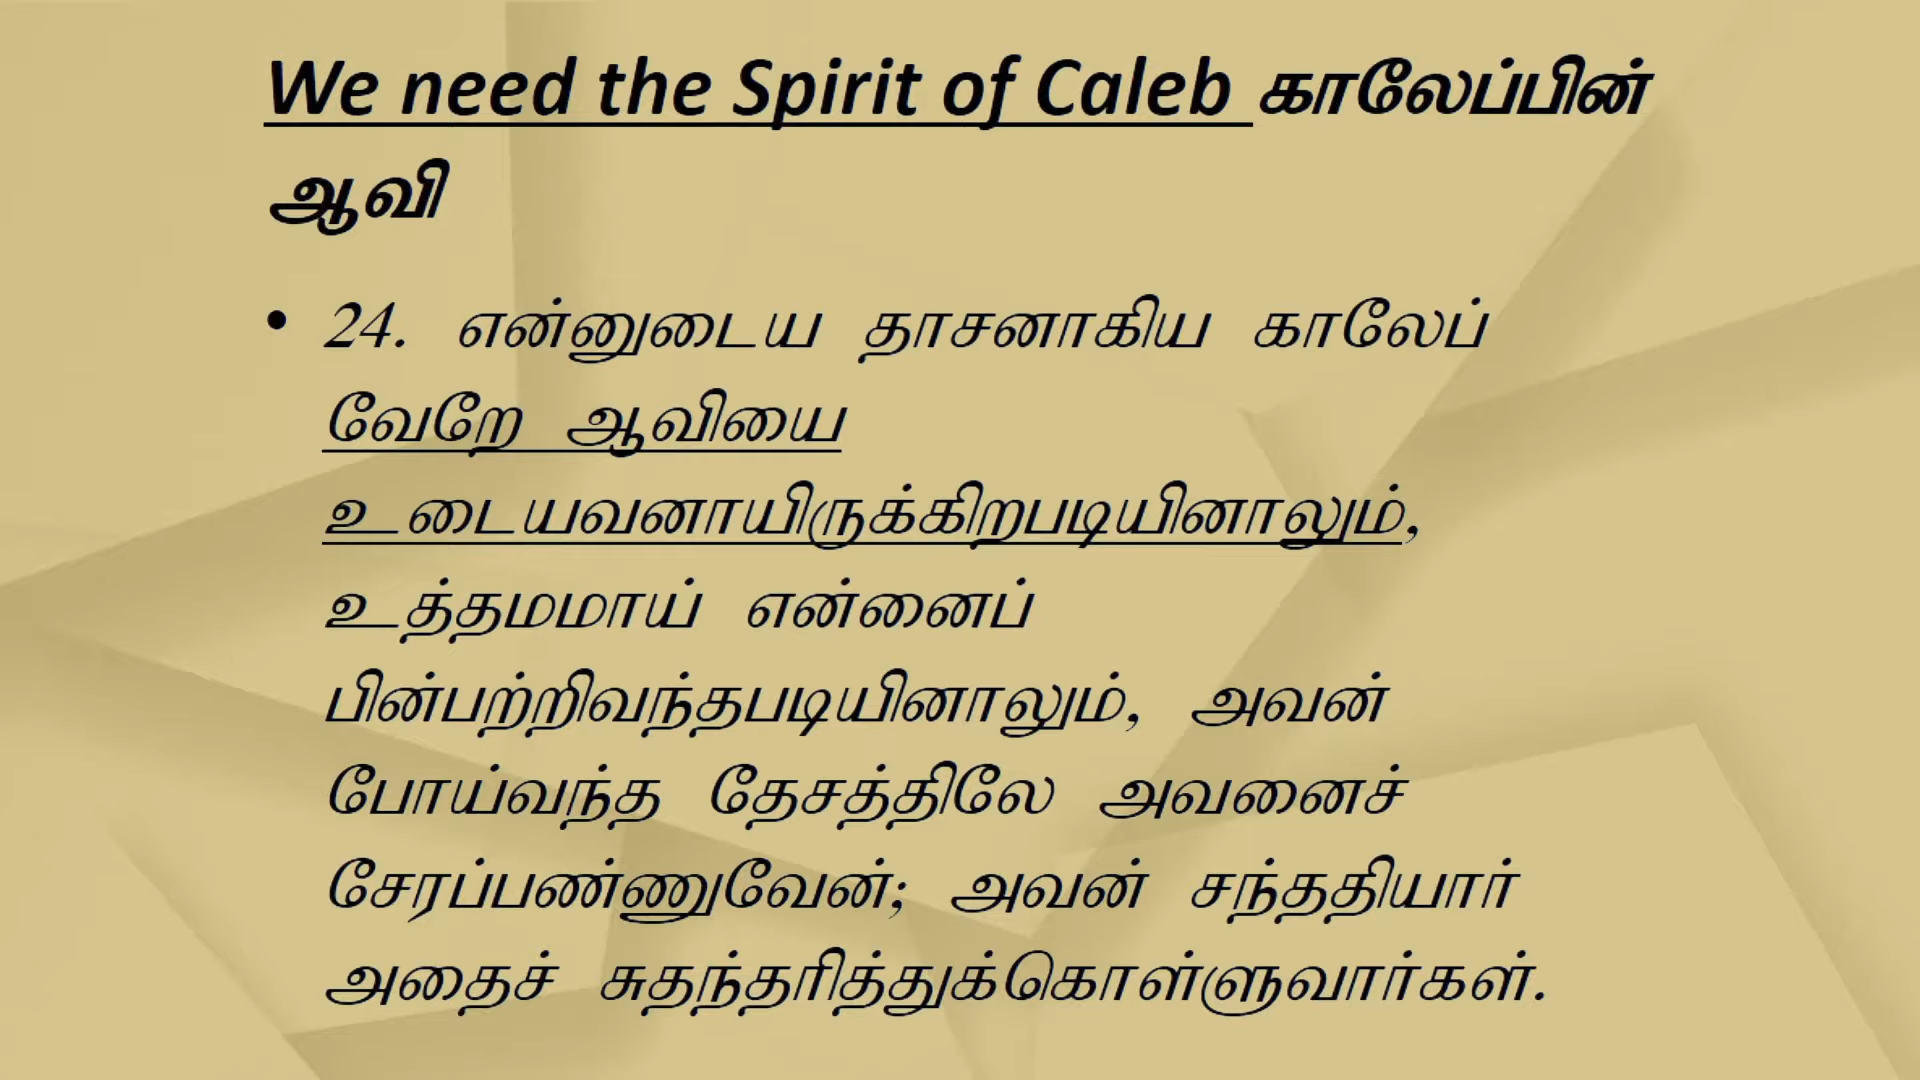 We need the Spirit of Caleb காலேப்பின்
ஆவி
• 24. என்னுடைய தாசனாகிய காலேப்
வேறே ஆவியை
உடையவனாயிருக்கிறபடியினாலும்,
உத்தமமாய் என்னைப்
பின்பற்றிவந்தபடியினாலும், அவன்
போய்வந்த தேசத்திலே அவனைச்
சேரப்பண்ணுவேன்; அவன் சந்ததியார்
அதைச் சுதந்தரித்துக்கொள்ளுவார்கள்.